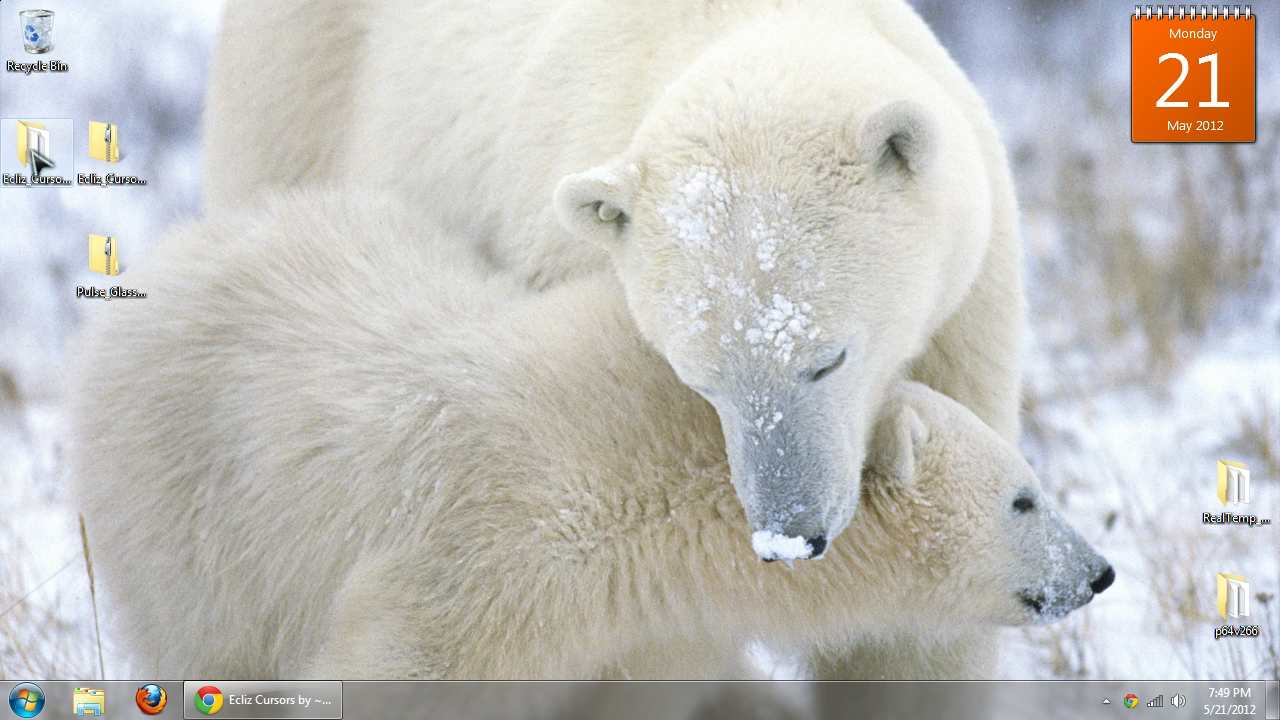 Recycle Bin
Ecliz_Curso...
Ecliz_Curso...
Pulse_Glass...
Monday
21
May 2012
RealTemp_...
p64v266
Ecliz Cursors by ~...
7:49 PM
5/21/2012